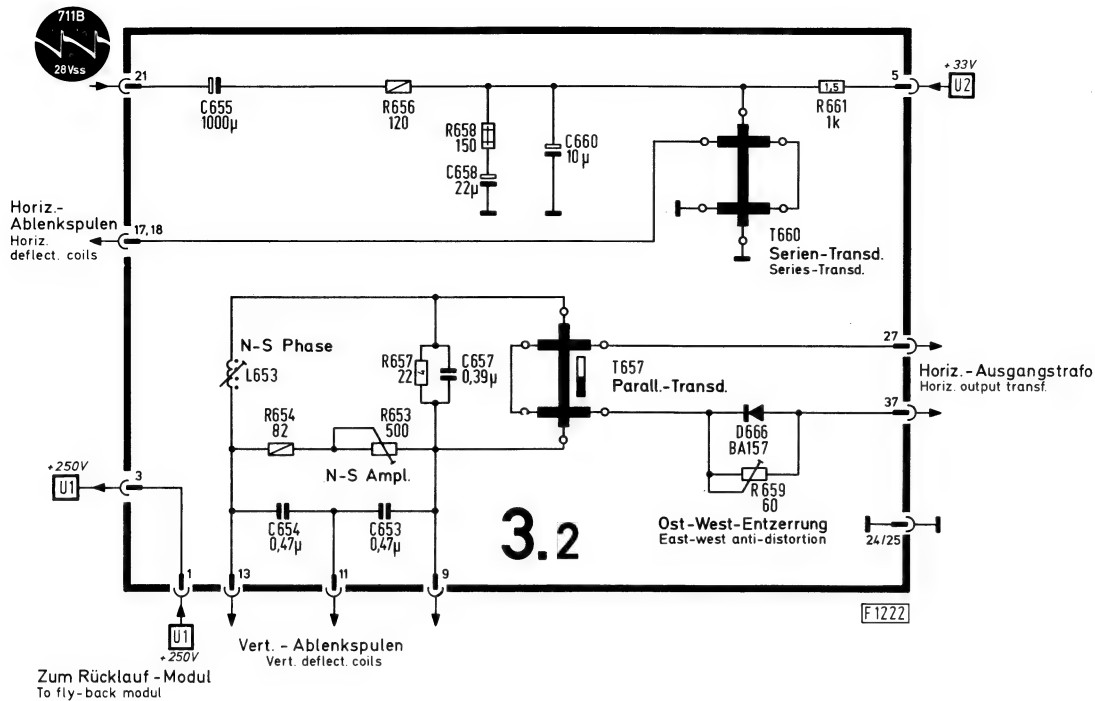 711B
28Vss
21
C655
1000µ
R656
120
R658
150
C658
22µ
C660
10µ
1,5
R661
1k
5
+33V
U2
Horiz.-
Ablenkspulen
Horiz.
deflect. coils
17,18
T660
Serien-Transd.
Series-Transd.
N-S Phase
L653
R657
22
4
C657
0,39µ
T657
Parall.-Transd.
27
Horiz.-Ausgangstrafo
Horiz. output transf.
37
R654
82
R653
500
N-S Ampl.
D666
BA157
R659
60
Ost-West-Entzerrung
East-west anti-distortion
24/25
+250V
U1
3
C654
0,47µ
C653
0,47µ
3.2
1
13
11
9
F1222
U1
+250V
Vert.-Ablenkspulen
Vert. deflect. coils
Zum Rücklauf-Modul
To fly-back modul